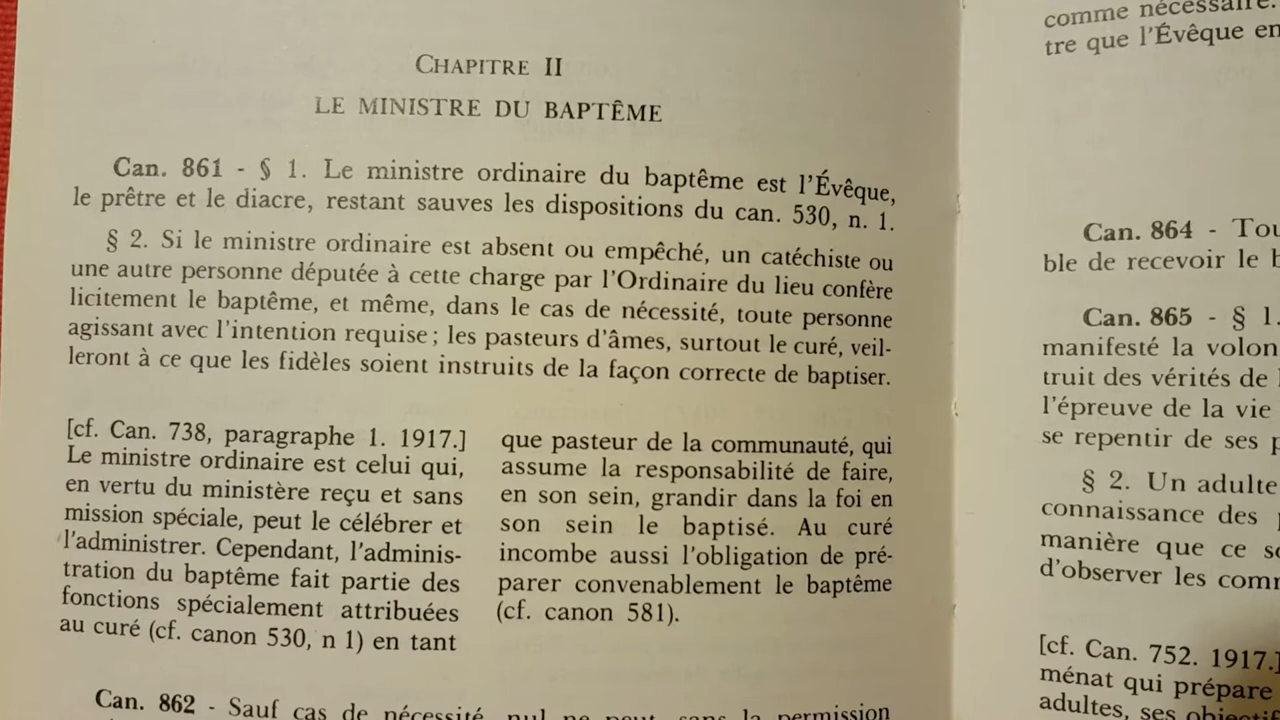 CHAPITRE II
LE MINISTRE DU BAPTÊME
Can. 861 - § 1. Le ministre ordinaire du baptême est l'Évêque,
le prêtre et le diacre, restant sauves les dispositions du can. 530, n. 1.
§ 2. Si le ministre ordinaire est absent ou empêché, un catéchiste ou
une autre personne députée à cette charge par l'Ordinaire du lieu confère
licitement le baptême, et même, dans le cas de nécessité, toute personne
agissant avec l'intention requise ; les pasteurs d'âmes, surtout le curé, veil-
leront à ce que les fidèles soient instruits de la façon correcte de baptiser.
[cf. Can. 738, paragraphe 1. 1917.]
Le ministre ordinaire est celui qui,
en vertu du ministère reçu et sans
mission spéciale, peut le célébrer et
l'administrer. Cependant, l'adminis-
tration du baptême fait partie des
fonctions spécialement attribuées
au curé (cf. canon 530, n 1) en tant
que pasteur de la communauté, qui
assume la responsabilité de faire,
en son sein, grandir dans la foi en
son sein le baptisé. Au curé
incombe aussi l'obligation de pré-
parer convenablement le baptême
(cf. canon 581).
Can. 862 - Sauf cas de nécessité, nul ne peut, sans la permission
comme nécessaire.
tre que l'Évêque en
Can. 864 - Tou
ble de recevoir le b
Can. 865 - § 1.
manifesté la volon
truit des vérités de
l'épreuve de la vie
se repentir de ses p
§ 2. Un adulte
connaissance des
manière que ce so
d'observer les comm
[cf. Can. 752. 1917.]
ménat qui prépare
adultes, ses objectif